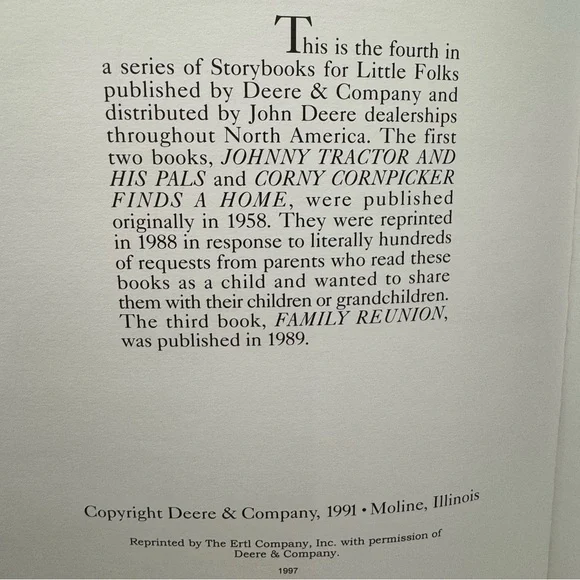 This is the fourth in
a series of Storybooks for Little Folks
published by Deere & Company and
distributed by John Deere dealerships
throughout North America. The first
two books, JOHNNY TRACTOR AND
HIS PALS and CORNY CORNPICKER
FINDS A HOME, were published
originally in 1958. They were reprinted
in 1988 in response to literally hundreds
of requests from parents who read these
books as a child and wanted to share
them with their children or grandchildren.
The third book, FAMILY REUNION,
was published in 1989.
Copyright Deere & Company, 1991 • Moline, Illinois
Reprinted by The Ertl Company, Inc. with permission of
Deere & Company.
1997